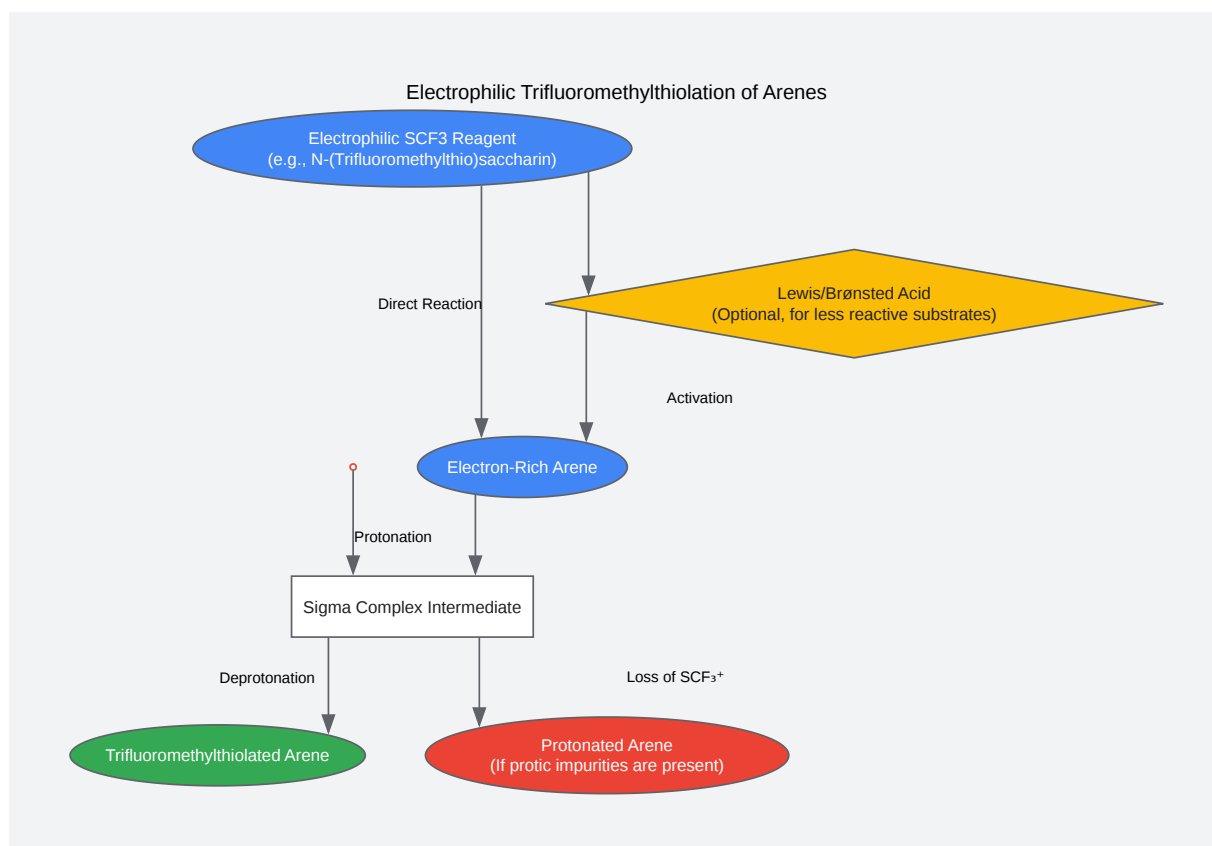 Electrophilic Trifluoromethylthiolation of Arenes
Electrophilic SCF3 Reagent
(e.g., N-(Trifluoromethylthio)saccharin)
Direct Reaction
Lewis/Brønsted Acid
(Optional, for less reactive substrates)
Activation
Electron-Rich Arene
Protonation
Sigma Complex Intermediate
Deprotonation
Loss of SCF₃⁺
Trifluoromethylthiolated Arene
Protonated Arene
(If protic impurities are present)